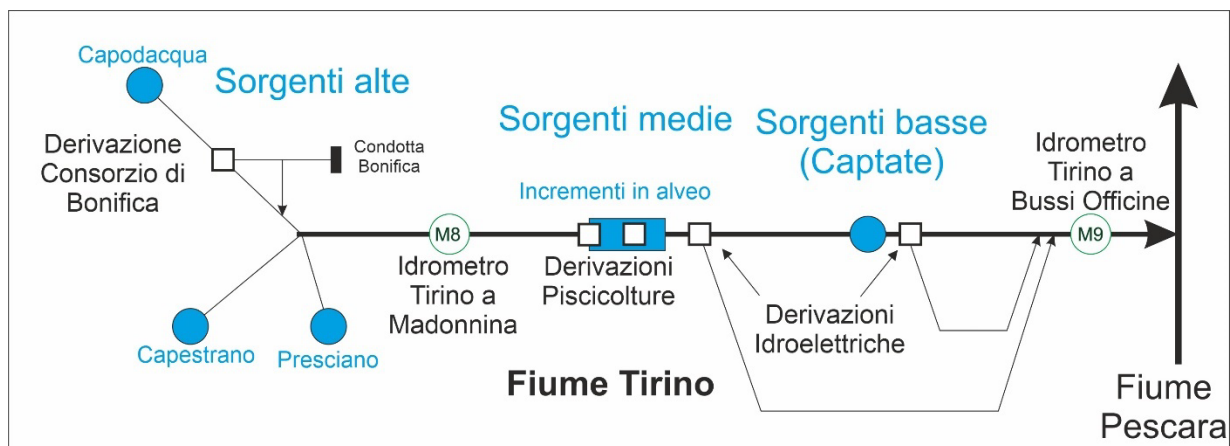 Capodacqua
Sorgenti alte
Derivazione
Consorzio di
Bonifica
Condotta
Bonifica
Capestrano
Presciano
M8
Idrometro
Tirino a
Madonnina
Sorgenti medie
Incrementi in alveo
Derivazioni
Piscicolture
Fiume Tirino
Sorgenti basse
(Captate)
Derivazioni
Idroelettriche
Idrometro
Tirino a
Bussi Officine
M9
Fiume
Pescara